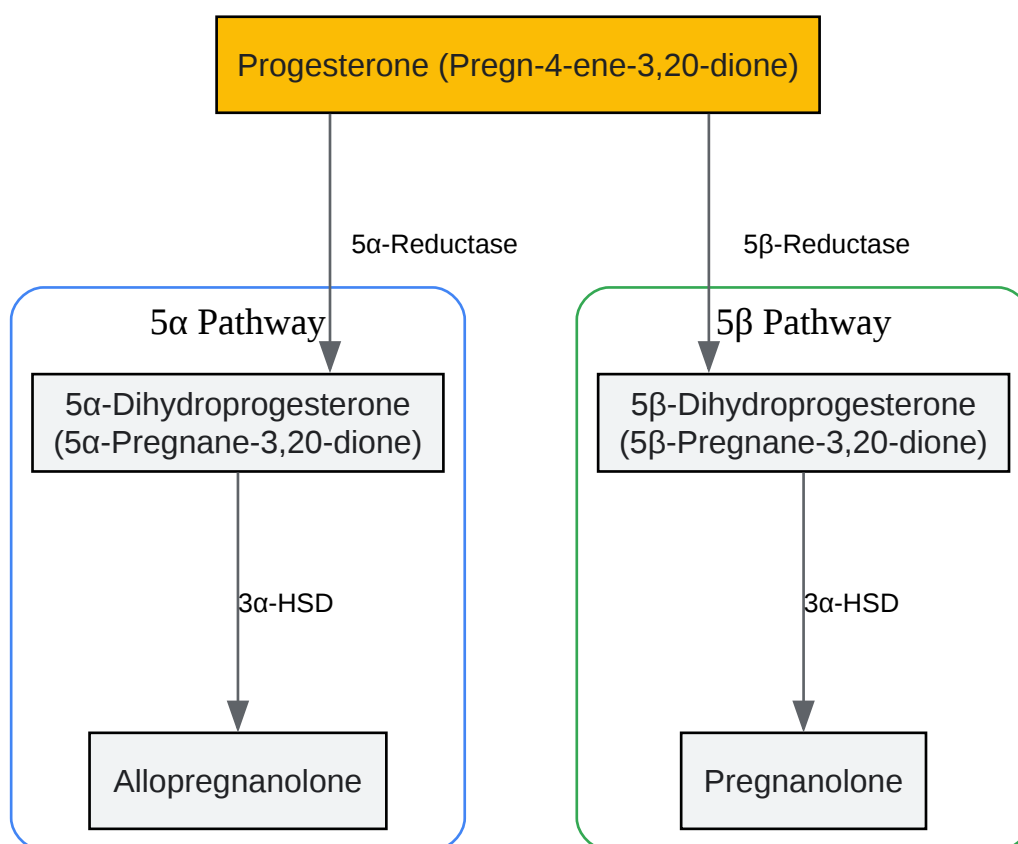 Progesterone (Pregn-4-ene-3,20-dione)
5α-Reductase
5β-Reductase
5α Pathway
5β Pathway
5α-Dihydroprogesterone
(5α-Pregnane-3,20-dione)
5β-Dihydroprogesterone
(5β-Pregnane-3,20-dione)
3α-HSD
3α-HSD
Allopregnanolone
Pregnanolone